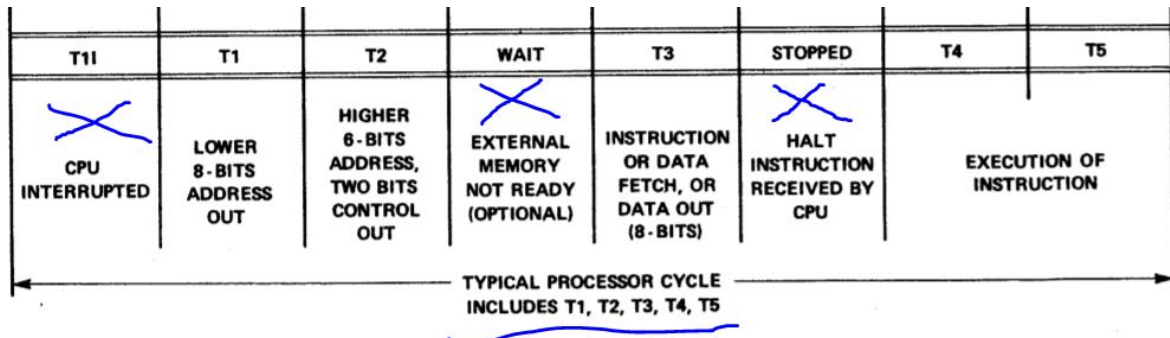 T1I
T1
T2
WAIT
T3
STOPPED
T4
T5
CPU
INTERRUPTED
LOWER
8-BITS
ADDRESS
OUT
HIGHER
6-BITS
ADDRESS,
TWO BITS
CONTROL
OUT
EXTERNAL
MEMORY
NOT READY
(OPTIONAL)
INSTRUCTION
OR DATA
FETCH, OR
DATA OUT
(8-BITS)
HALT
INSTRUCTION
RECEIVED BY
CPU
EXECUTION OF
INSTRUCTION
TYPICAL PROCESSOR CYCLE
INCLUDES T1, T2, T3, T4, T5